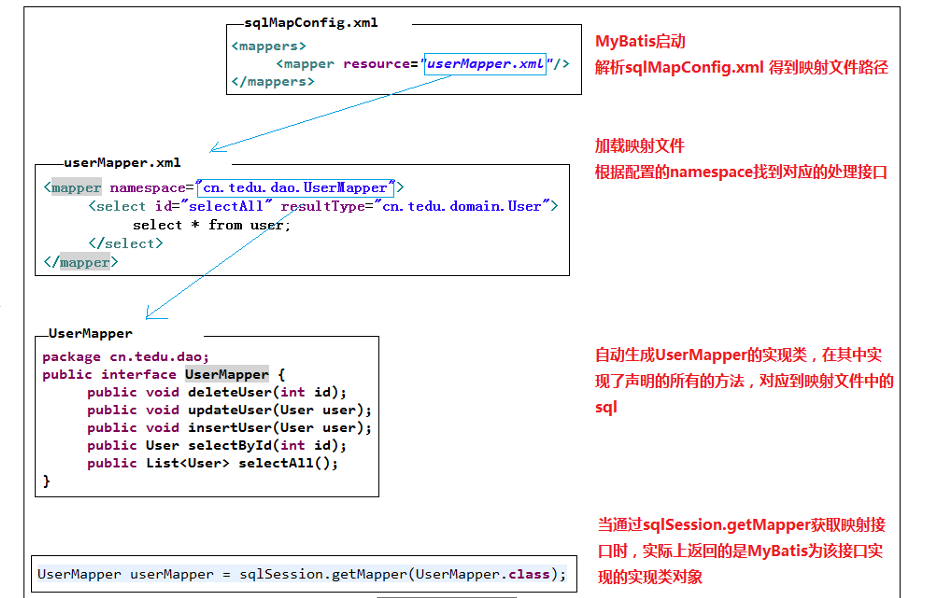 sqlMapConfig.xml
<mappers>
<mapper resource="userMapper.xml"/>
</mappers>
MyBatis启动
解析sqlMapConfig.xml 得到映射文件路径
userMapper.xml
<mapper namespace="cn.tedu.dao.UserMapper">
<select id="selectAll" resultType="cn.tedu.domain.User">
select * from user;
</select>
</mapper>
加载映射文件
根据配置的namespace找到对应的处理接口
UserMapper
package cn.tedu.dao;
public interface UserMapper {
public void deleteUser(int id);
public void updateUser(User user);
public void insertUser(User user);
public User selectById(int id);
public List<User> selectAll();
}
自动生成UserMapper的实现类，在其中实
现了声明的所有的方法，对应到映射文件中的
sql
当通过sqlSession.getMapper获取映射接
口时，实际上返回的是MyBatis为该接口实
现的实现类对象
UserMapper userMapper = sqlSession.getMapper(UserMapper.class);